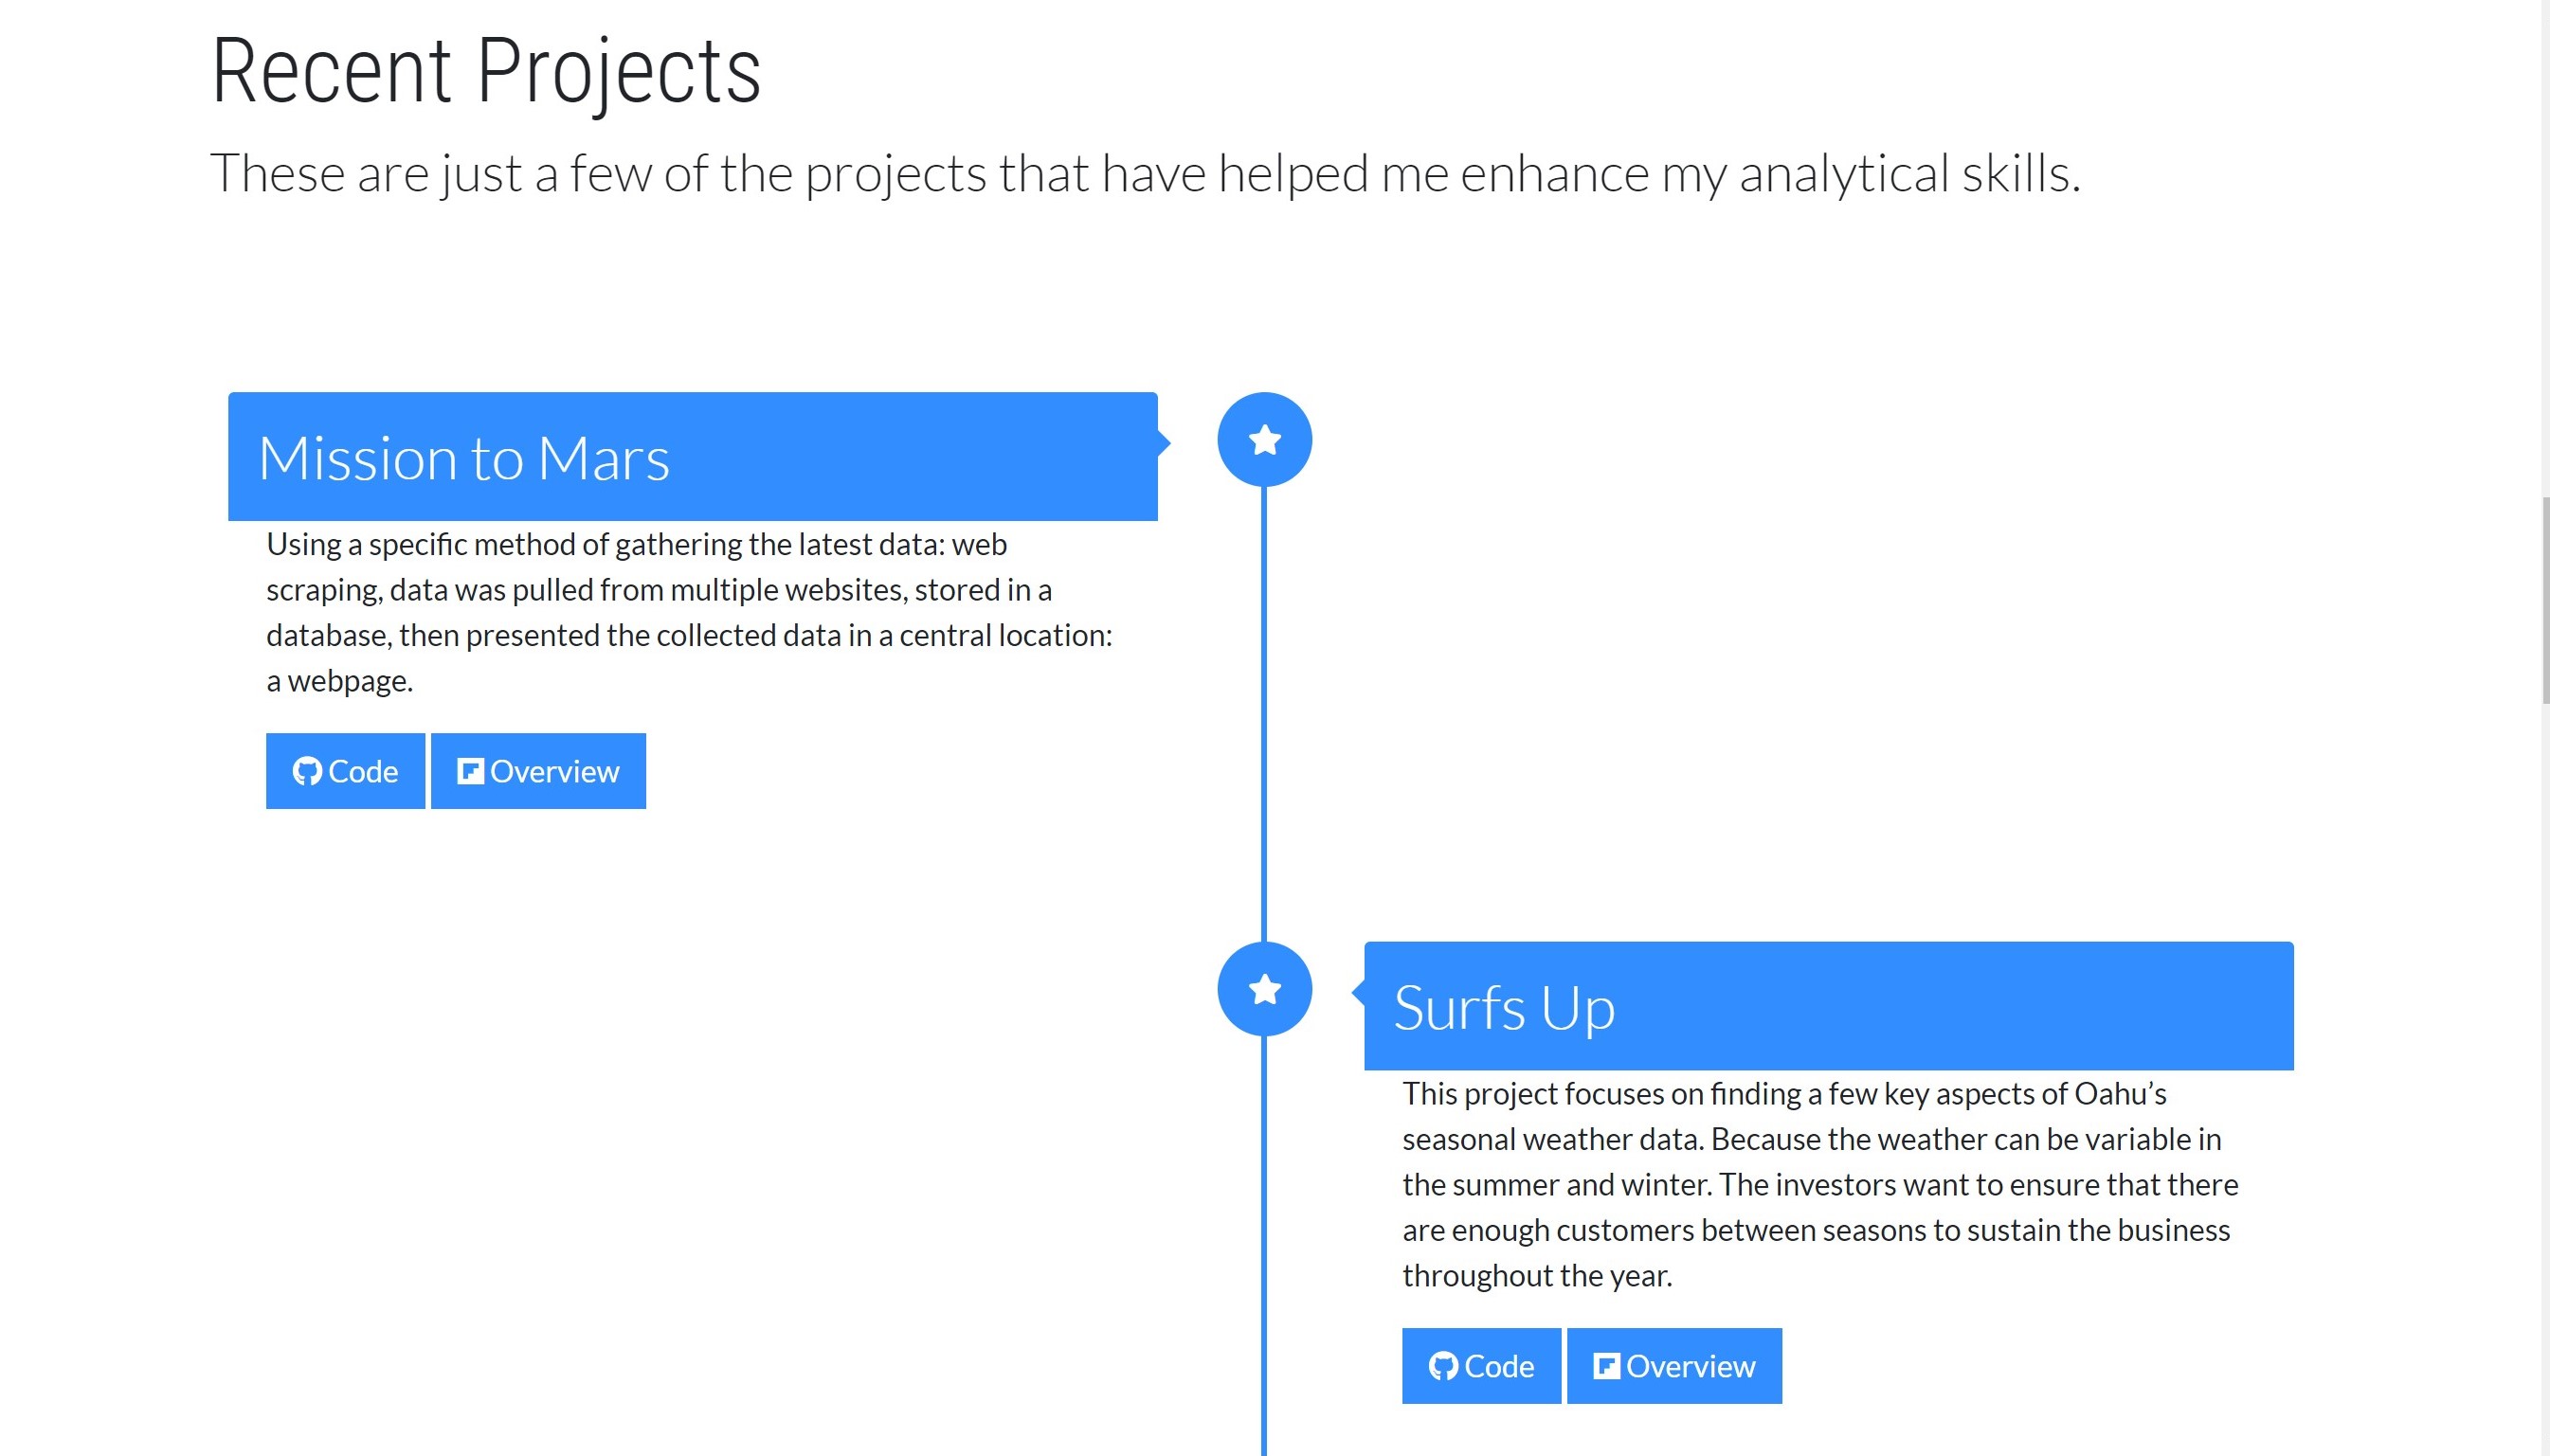 Recent Projects
These are just a few of the projects that have helped me enhance my analytical skills.
Mission to Mars
Using a specific method of gathering the latest data: web
scraping, data was pulled from multiple websites, stored in a
database, then presented the collected data in a central location:
a webpage.
Code Overview
Surfs Up
This project focuses on finding a few key aspects of Oahu’s
seasonal weather data. Because the weather can be variable in
the summer and winter. The investors want to ensure that there
are enough customers between seasons to sustain the business
throughout the year.
Code Overview